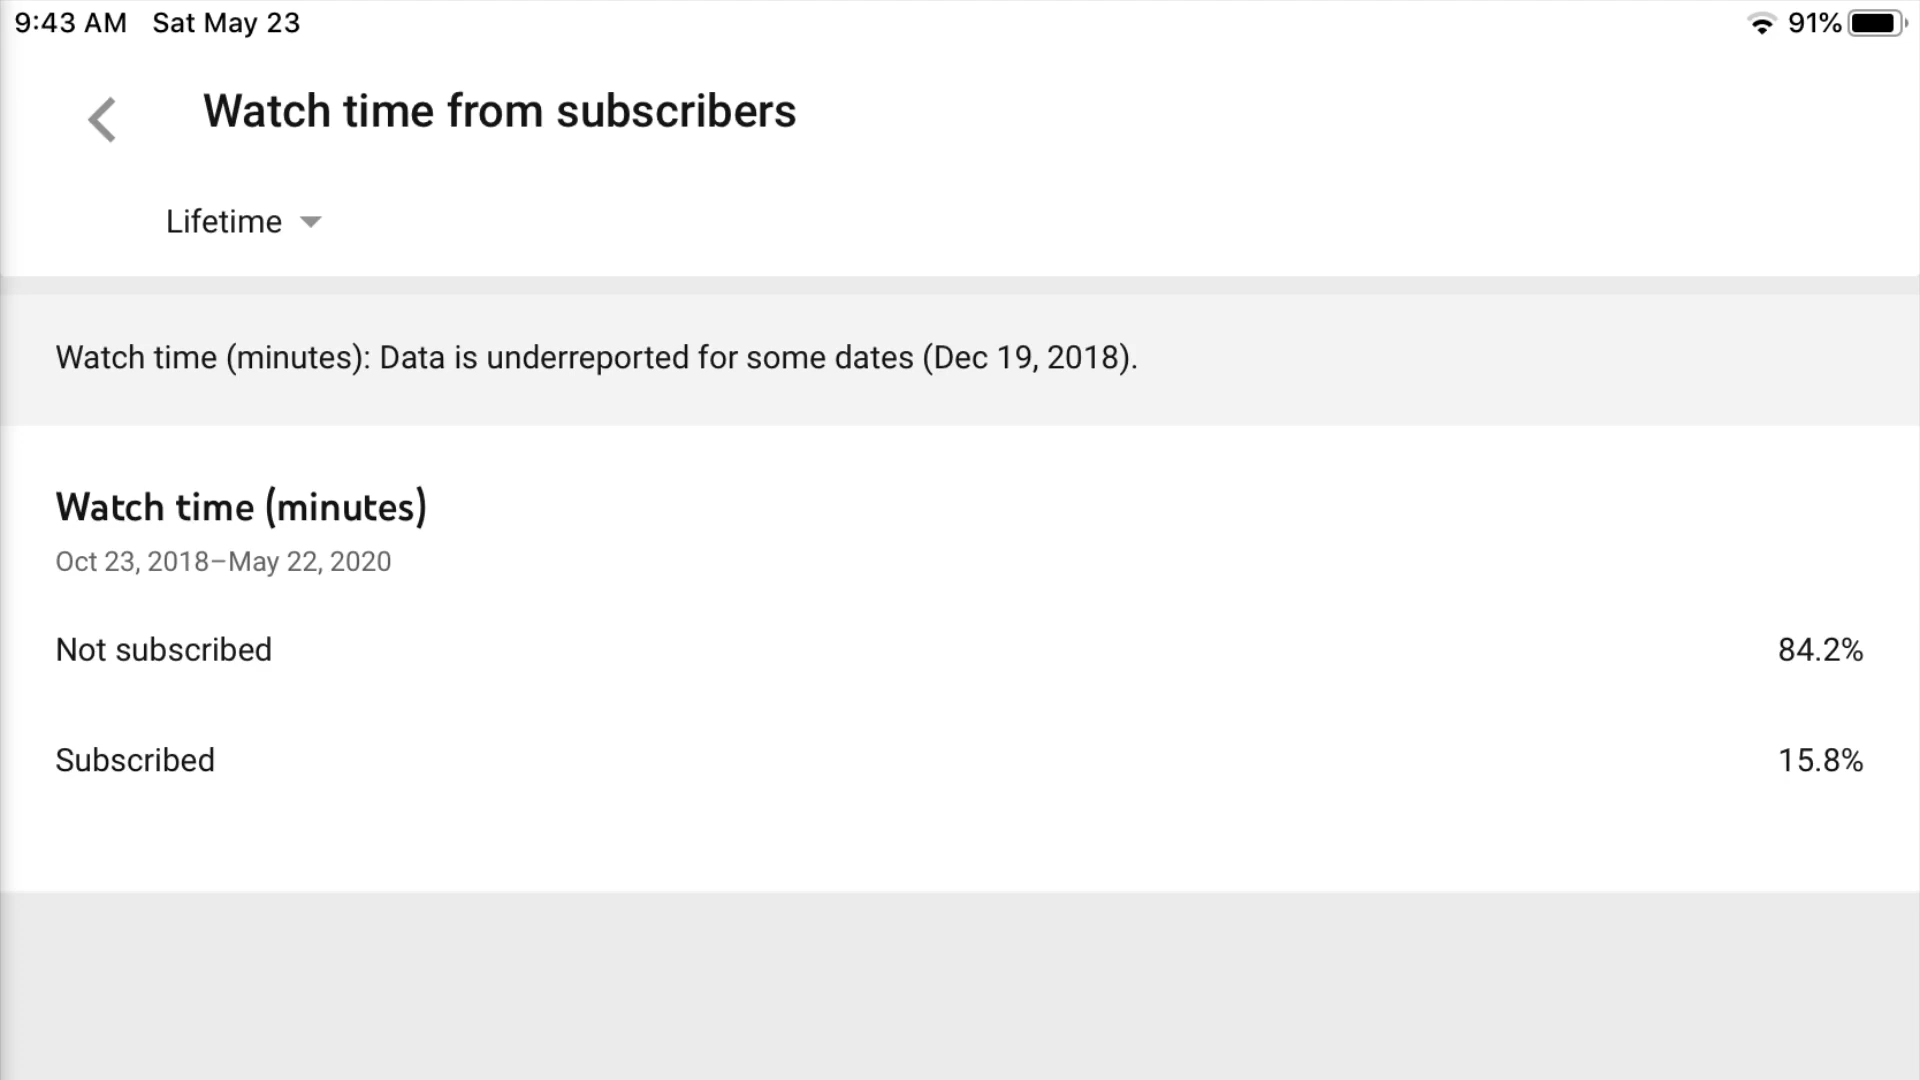 9:43 AM Sat May 23 91%
Watch time from subscribers
Lifetime
Watch time (minutes): Data is underreported for some dates (Dec 19, 2018).
Watch time (minutes)
Oct 23, 2018–May 22, 2020
Not subscribed 84.2%
Subscribed 15.8%